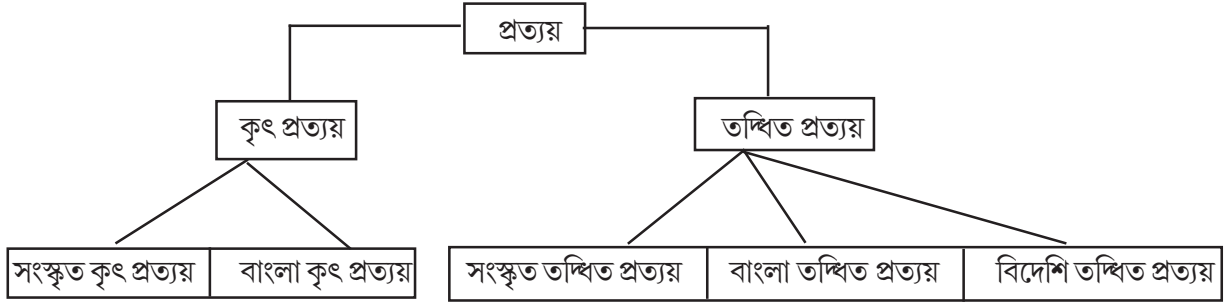 প্রত্যয়
কৃৎ প্রত্যয়
তদ্ধিত প্রত্যয়
সংস্কৃত কৃৎ প্রত্যয়
বাংলা কৃৎ প্রত্যয়
সংস্কৃত তদ্ধিত প্রত্যয়
বাংলা তদ্ধিত প্রত্যয়
বিদেশি তদ্ধিত প্রত্যয়